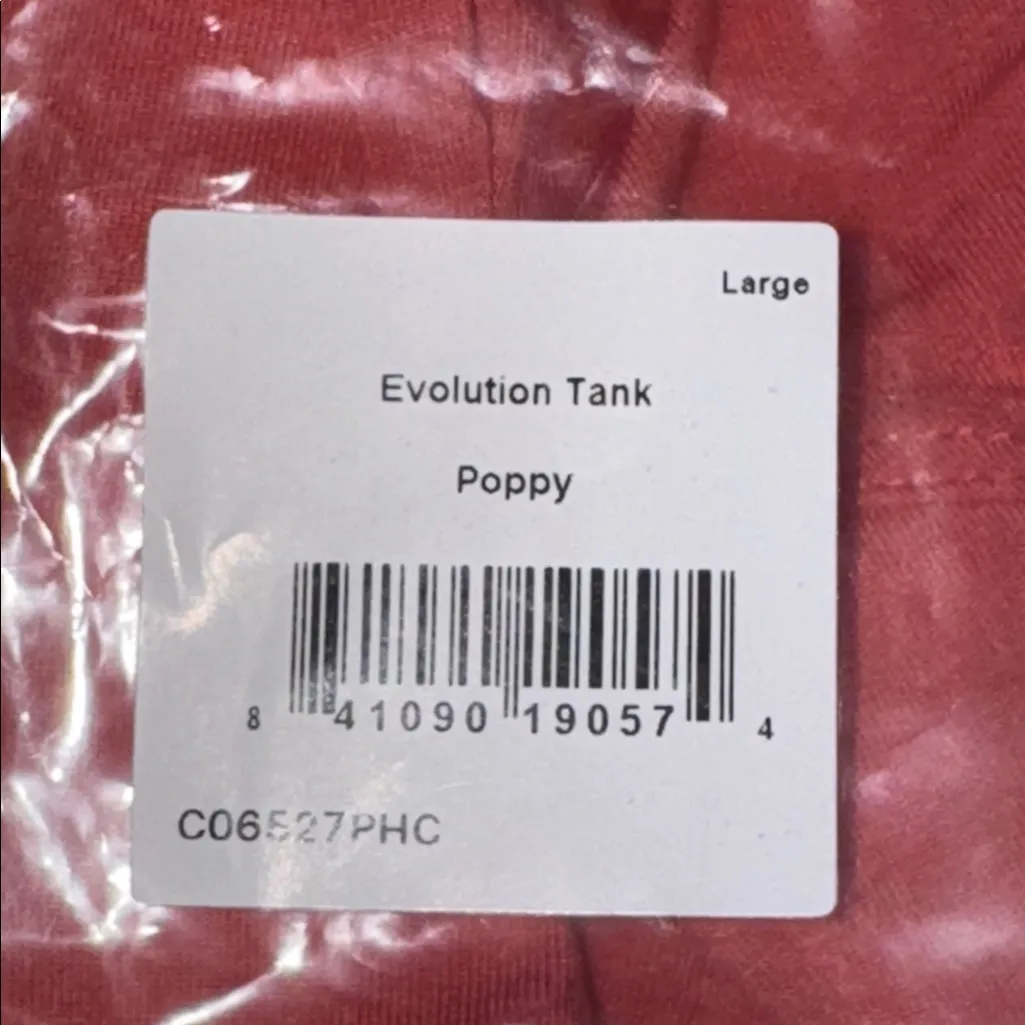 Large
Evolution Tank
Poppy
8 41090 19057 4
C06527PHC